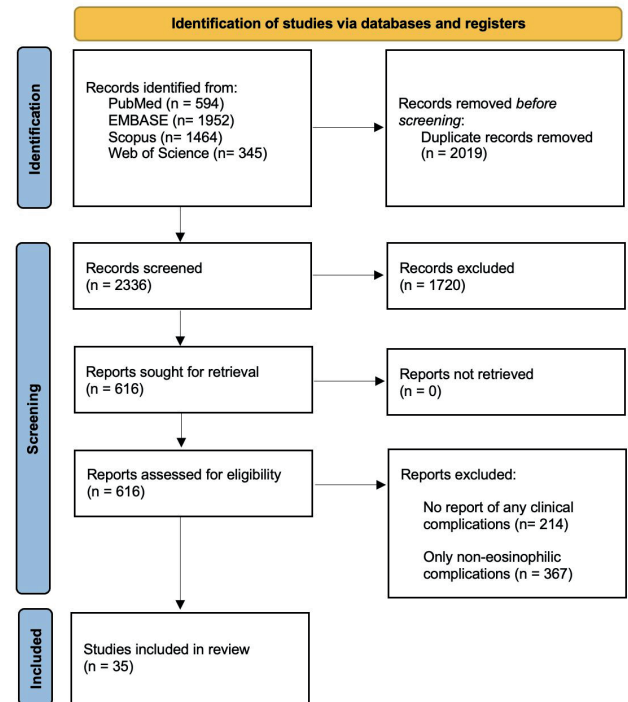 Identification of studies via databases and registers
Identification
Records identified from:
PubMed (n = 594)
EMBASE (n= 1952)
Scopus (n = 1464)
Web of Science (n= 345)
Records removed before
screening:
Duplicate records removed
(n = 2019)
Screening
Records screened
(n = 2336)
Records excluded
(n = 1720)
Reports sought for retrieval
(n = 616)
Reports not retrieved
(n = 0)
Reports assessed for eligibility
(n = 616)
Reports excluded:
No report of any clinical
complications (n= 214)
Only non-eosinophilic
complications (n = 367)
Included
Studies included in review
(n = 35)